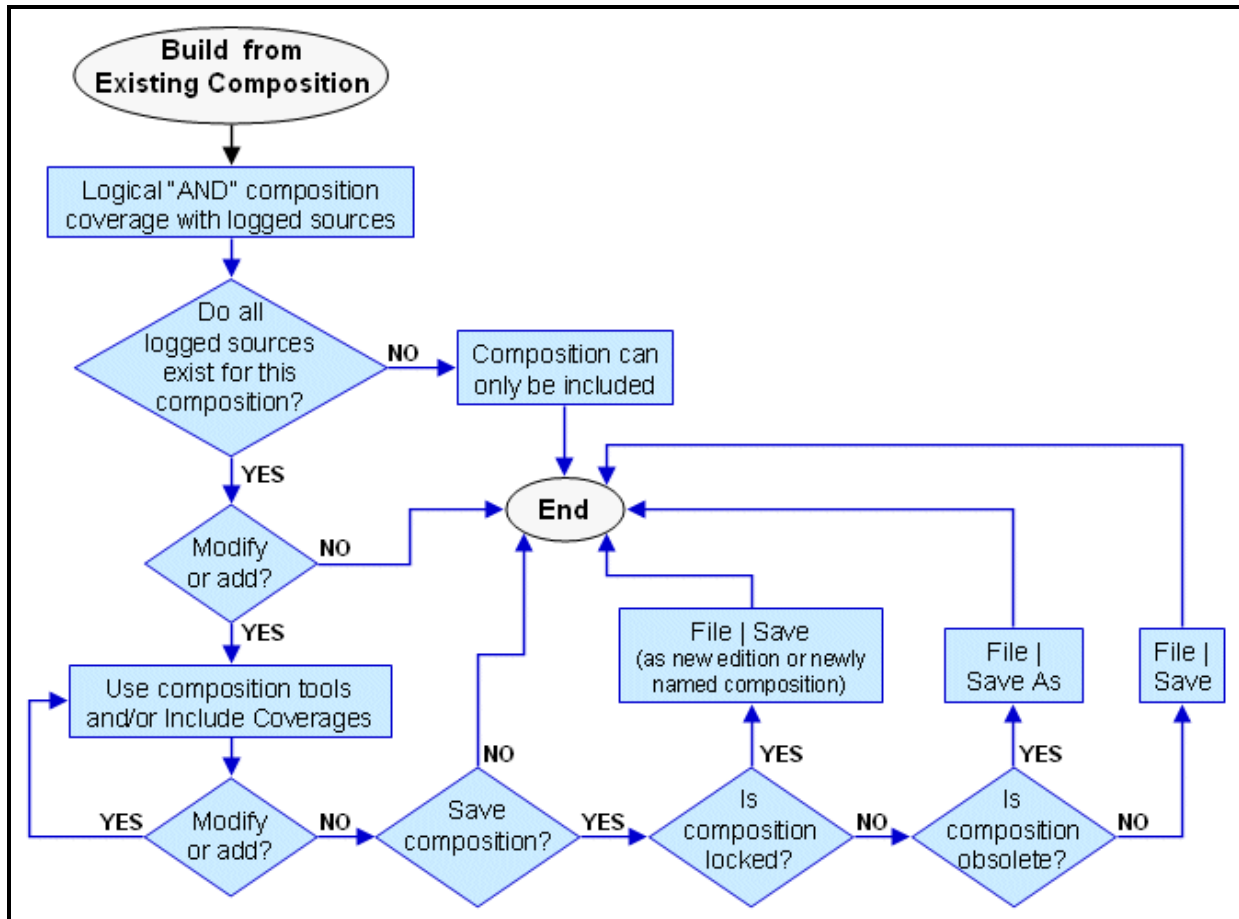 Build from
Existing Composition
Logical "AND" composition
coverage with logged sources
Do all
logged sources
exist for this
composition?
NO
Composition can
only be included
YES
End
Modify
or add?
NO
YES
Use composition tools
and/or Include Coverages
File | Save
(as new edition or newly
named composition)
File |
Save As
File |
Save
NO
YES
YES
YES
Modify
or add?
NO
Save
composition?
YES
Is
composition
locked?
NO
Is
composition
obsolete?
NO